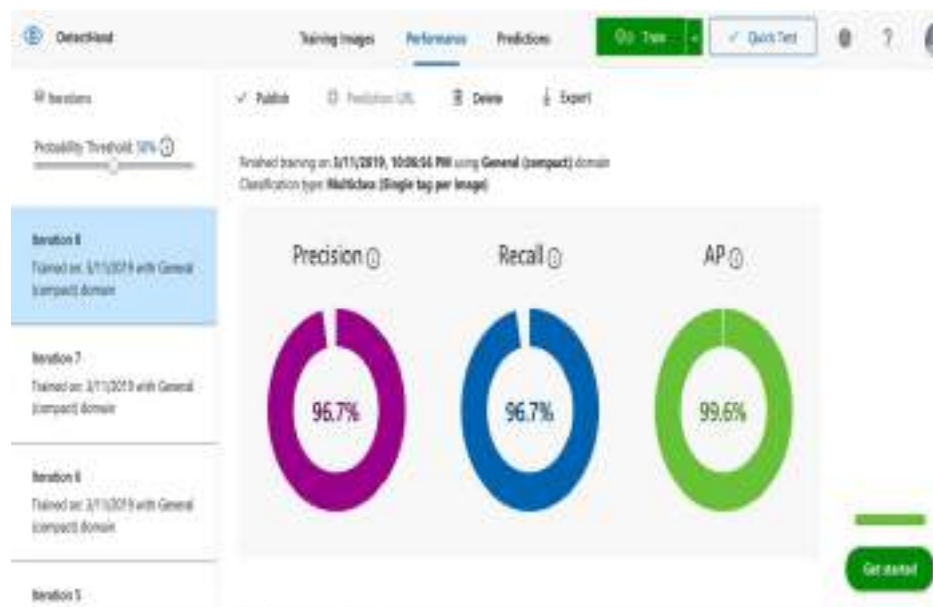 DetectHand
Training Images Performance Predictions Train Quick Test ?
Iterations
Probability Threshold: 50%
Publish Prediction URL Delete Export
Finished training on 3/11/2019, 10:06:56 PM using General (compact) domain
Classification type: Multiclass (Single tag per image)
Iteration 8
Trained on: 3/11/2019 with General
(compact) domain
Precision Recall AP
96.7% 96.7% 99.6%
Iteration 7
Trained on: 3/11/2019 with General
(compact) domain
Iteration 6
Trained on: 3/11/2019 with General
(compact) domain
Iteration 5
Get started